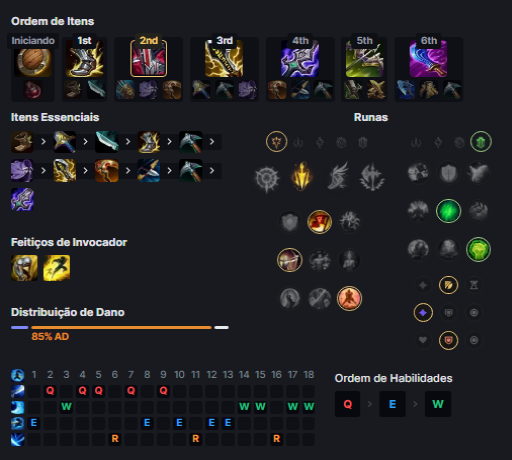 Ordem de Itens
Iniciando 1st 2nd 3rd 4th 5th 6th
Itens Essenciais
Runas
Feitiços de Invocador
Distribuição de Dano
85% AD
1 2 3 4 5 6 7 8 9 10 11 12 13 14 15 16 17 18
Q Q Q Q Q
W W W W W
E E E E E
R R R
Ordem de Habilidades
Q > E > W